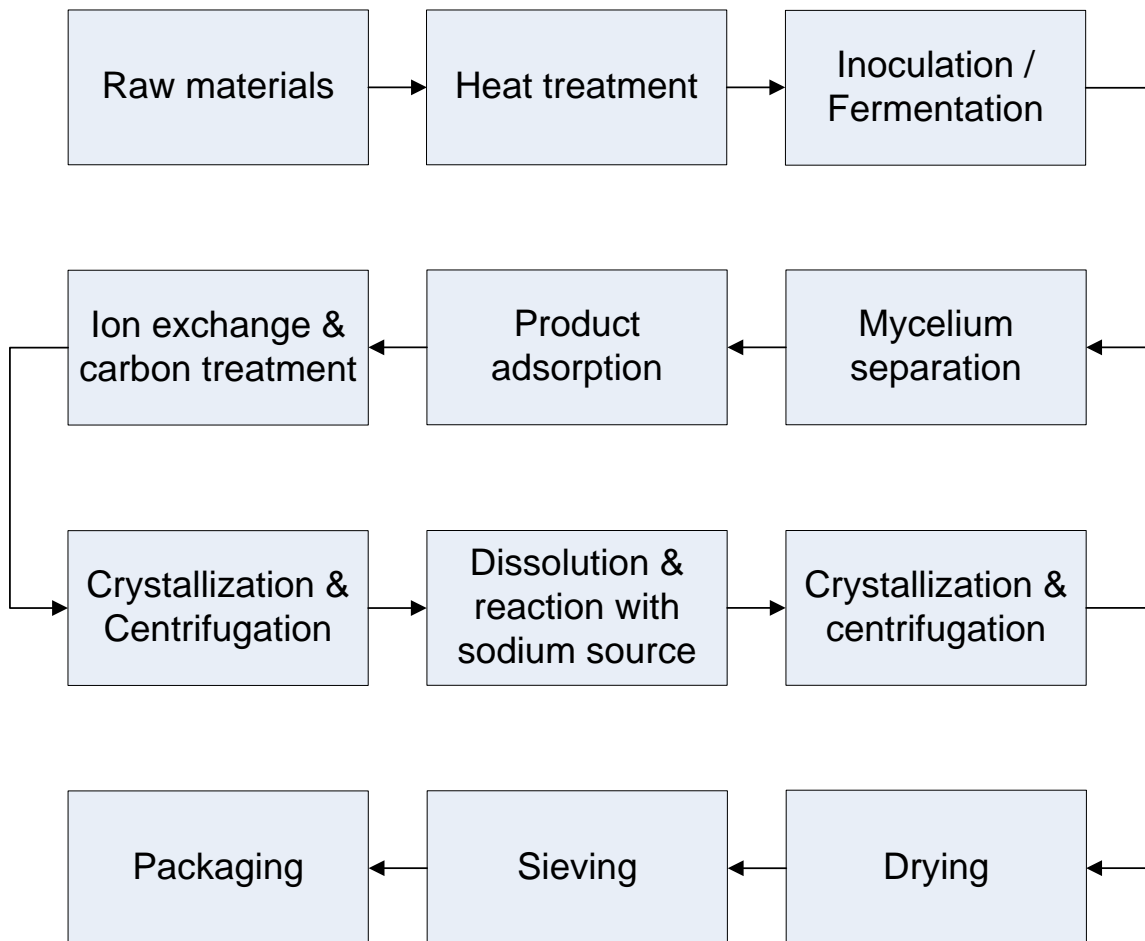 Raw materials
Heat treatment
Inoculation /
Fermentation
Mycelium
separation
Product
adsorption
Ion exchange &
carbon treatment
Crystallization &
Centrifugation
Dissolution &
reaction with
sodium source
Crystallization &
centrifugation
Drying
Sieving
Packaging